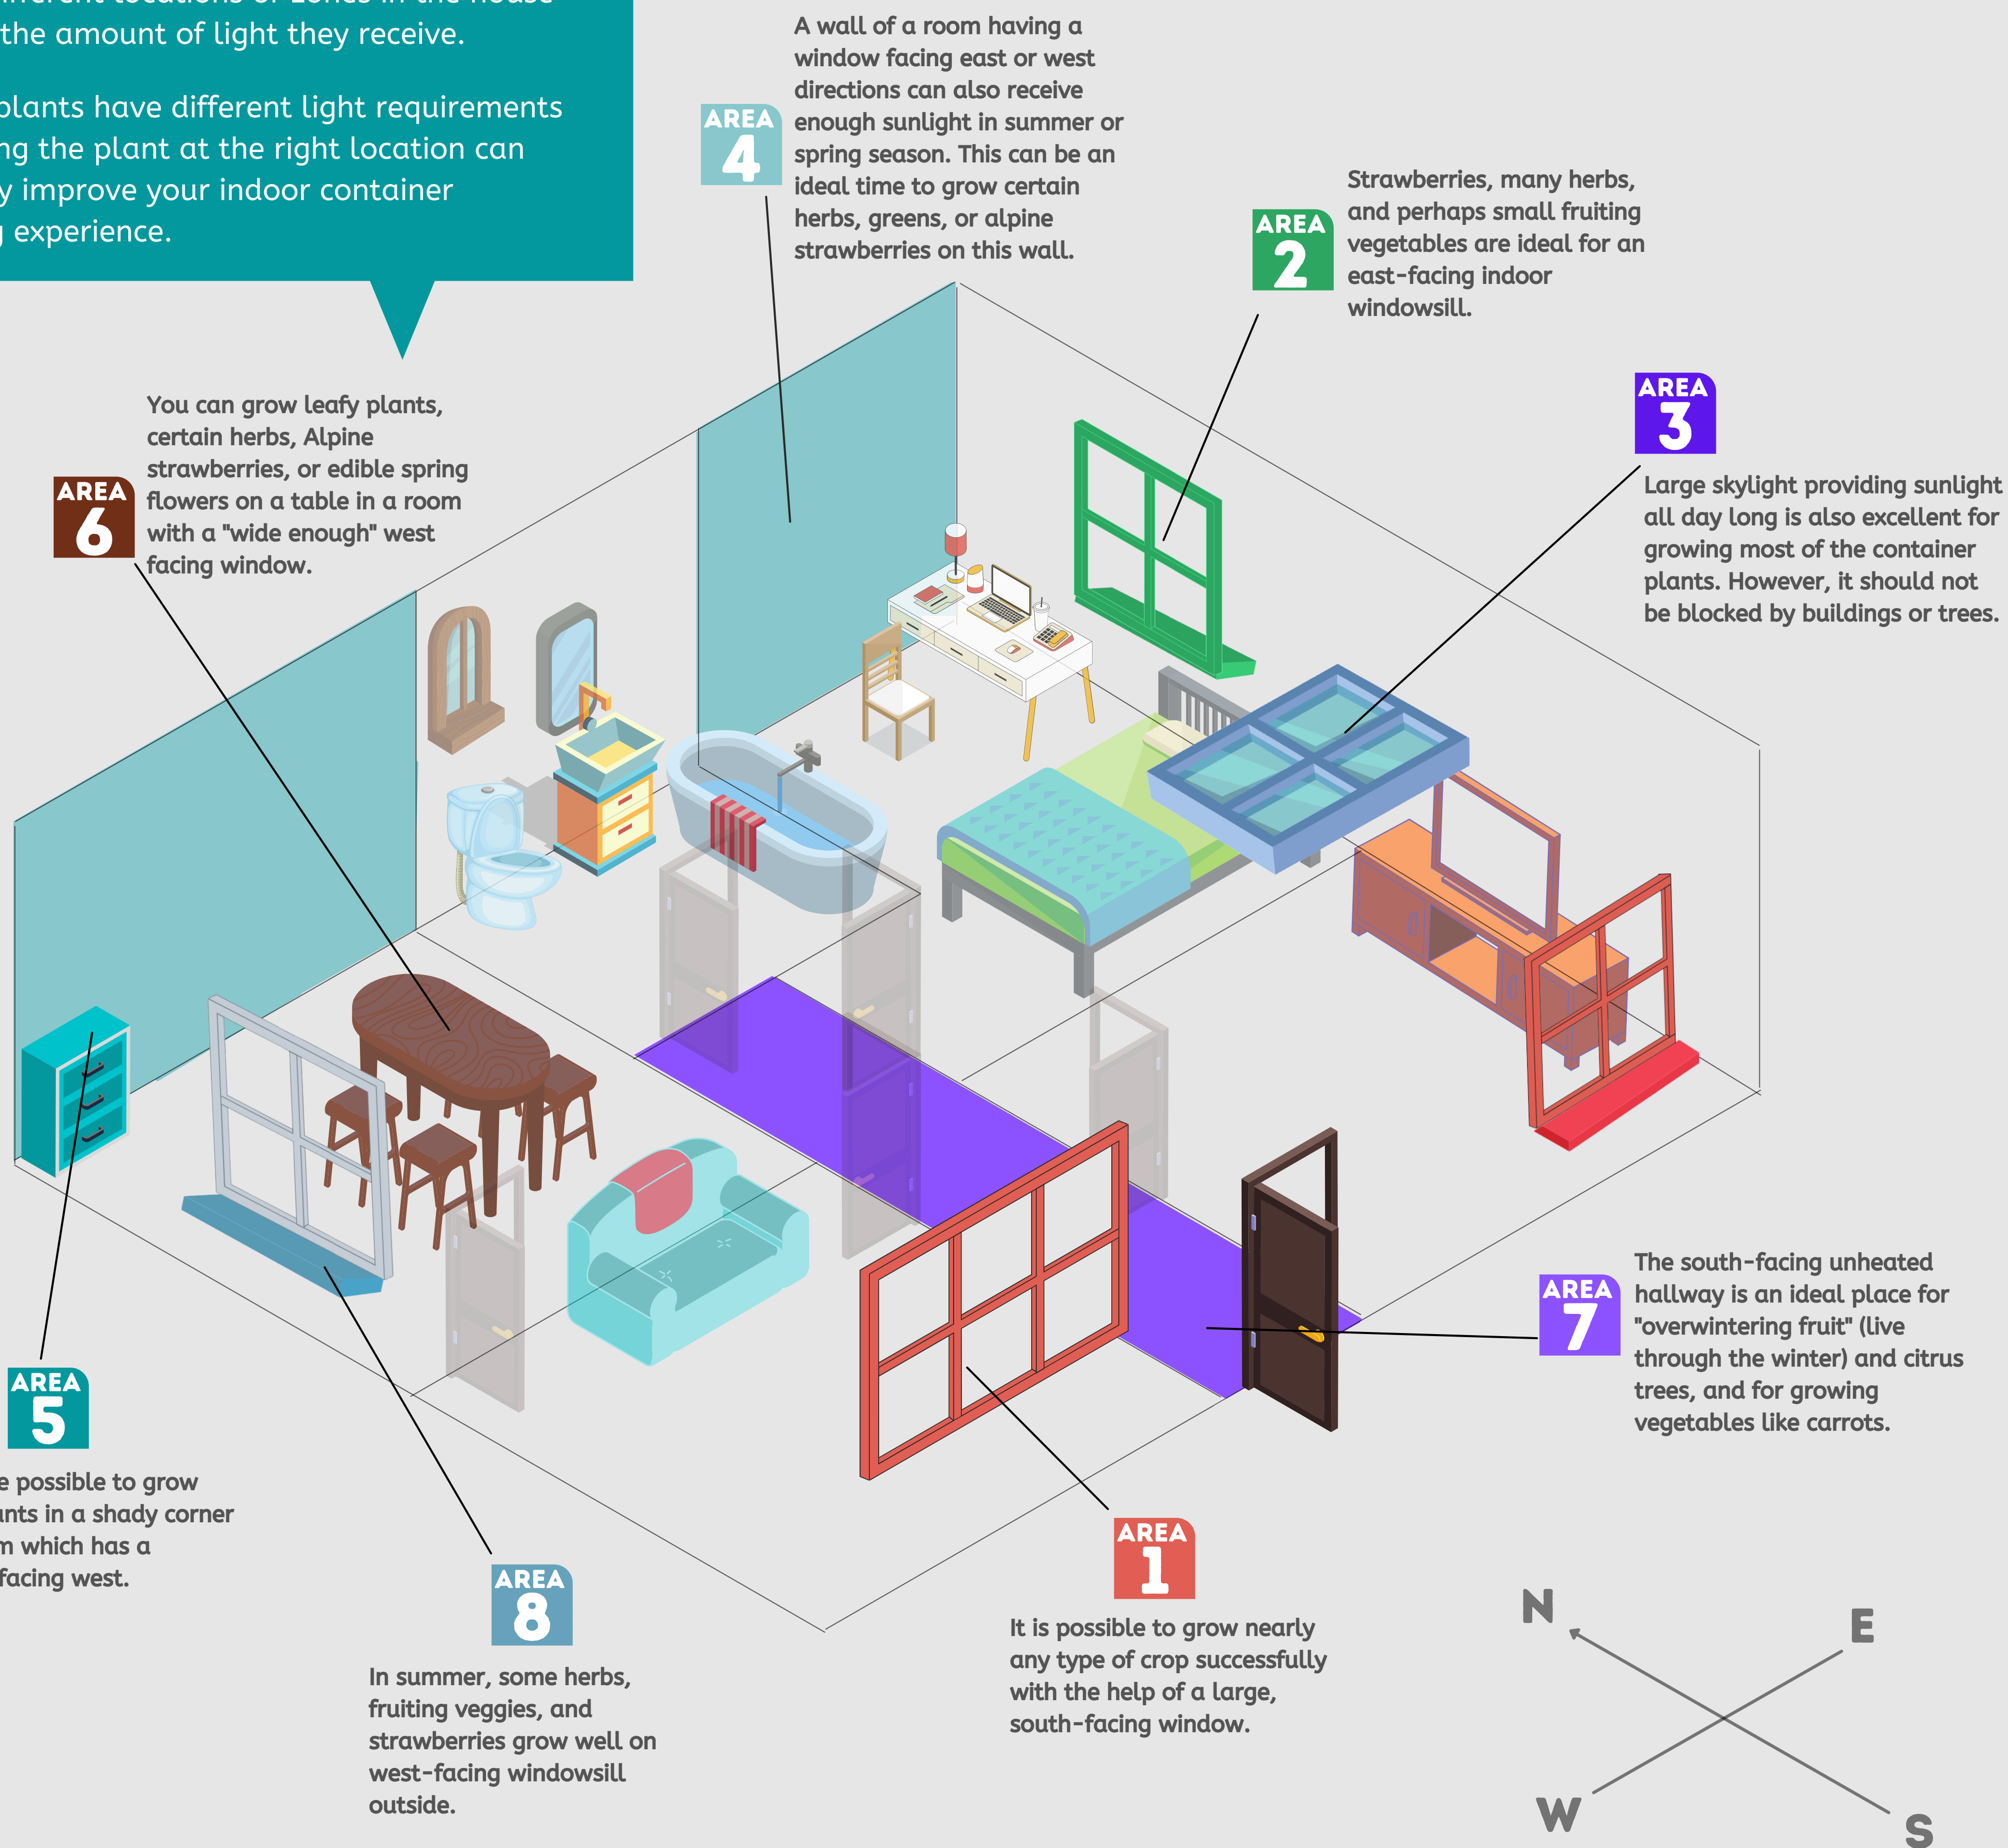 the amount of light they receive.
plants have different light requirements
the plant at the right location can
improve your indoor container
experience.
AREA
4
A wall of a room having a
window facing east or west
directions can also receive
enough sunlight in summer or
spring season. This can be an
ideal time to grow certain
herbs, greens, or alpine
strawberries on this wall.
AREA
2
Strawberries, many herbs,
and perhaps small fruiting
vegetables are ideal for an
east-facing indoor
windowsill.
AREA
3
Large skylight providing sunlight
all day long is also excellent for
growing most of the container
plants. However, it should not
be blocked by buildings or trees.
AREA
6
You can grow leafy plants,
certain herbs, Alpine
strawberries, or edible spring
flowers on a table in a room
with a "wide enough" west
facing window.
AREA
7
The south-facing unheated
hallway is an ideal place for
"overwintering fruit" (live
through the winter) and citrus
trees, and for growing
vegetables like carrots.
AREA
5
possible to grow
in a shady corner
which has a
facing west.
AREA
8
In summer, some herbs,
fruiting veggies, and
strawberries grow well on
west-facing windowsill
outside.
AREA
1
It is possible to grow nearly
any type of crop successfully
with the help of a large,
south-facing window.
N
E
W
S